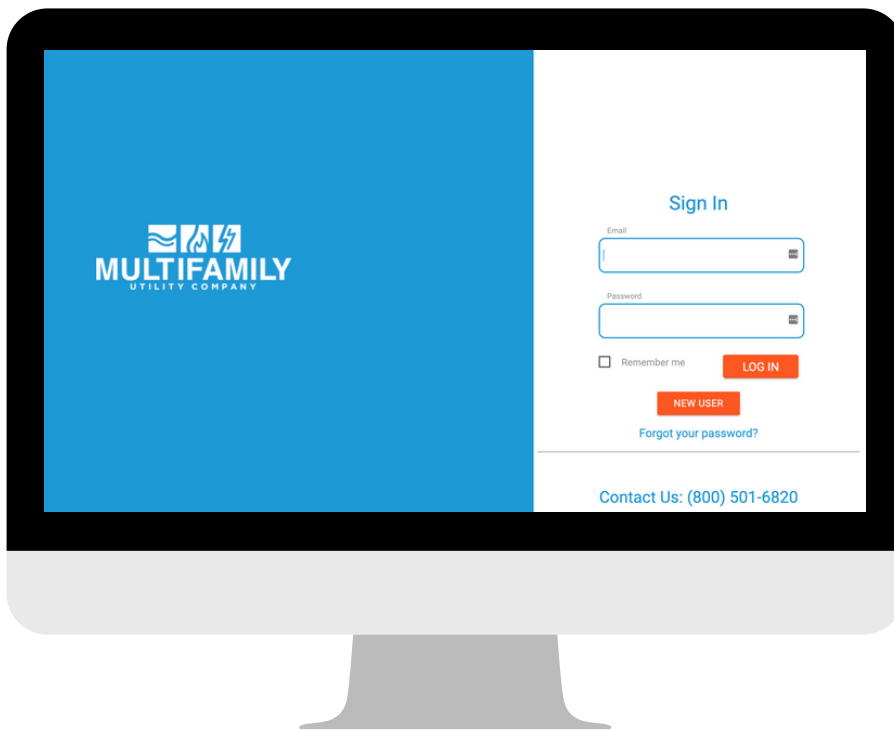 MULTIFAMILY
UTILITY COMPANY
Sign In
Email
Password
Remember me
LOG IN
NEW USER
Forgot your password?
Contact Us: (800) 501-6820